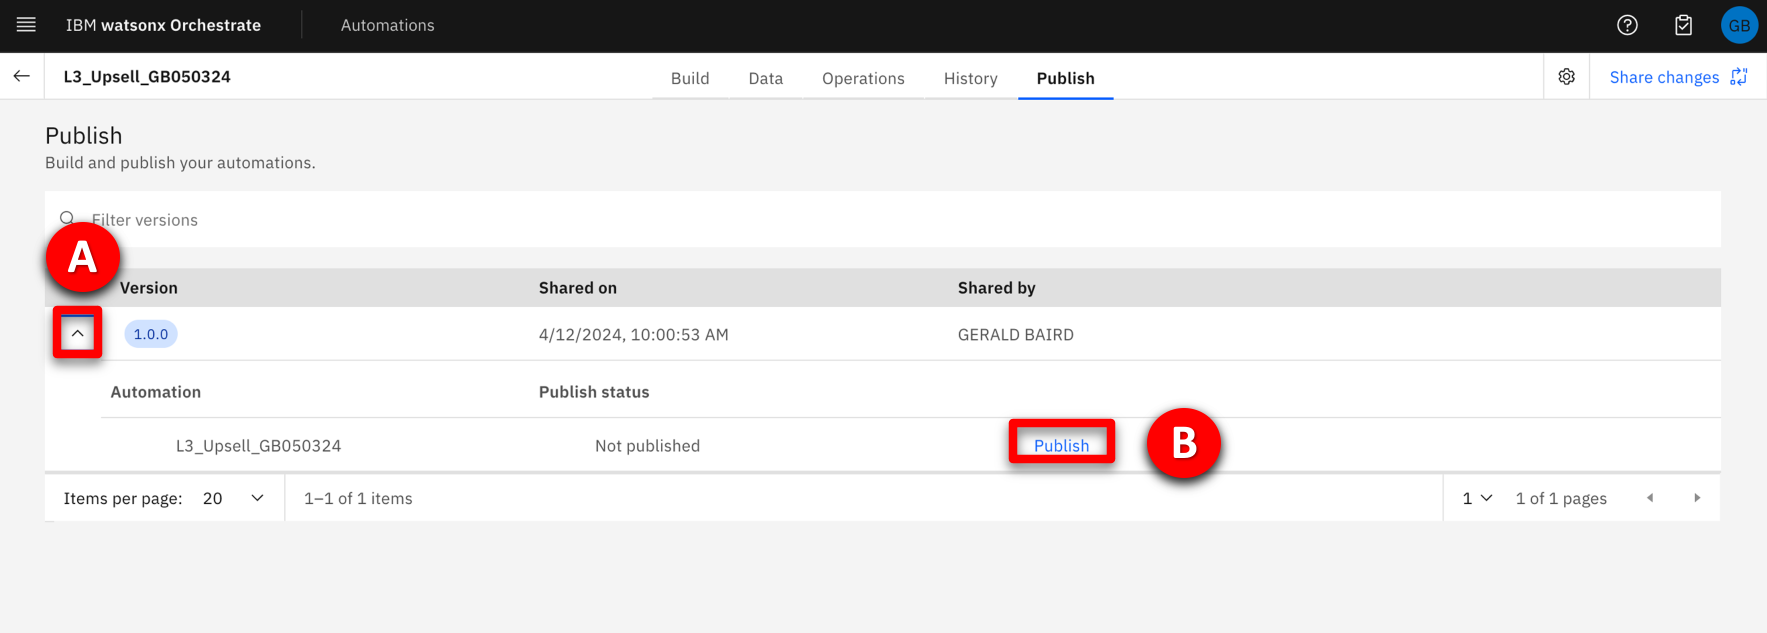 IBM watsonx Orchestrate
Automations
GB
L3_Upsell_GB050324
Build
Data
Operations
History
Publish
Share changes
Publish
Build and publish your automations.
Filter versions
A
Version
Shared on
Shared by
1.0.0
4/12/2024, 10:00:53 AM
GERALD BAIRD
Automation
Publish status
L3_Upsell_GB050324
Not published
Publish
B
Items per page: 20
1–1 of 1 items
1
1 of 1 pages